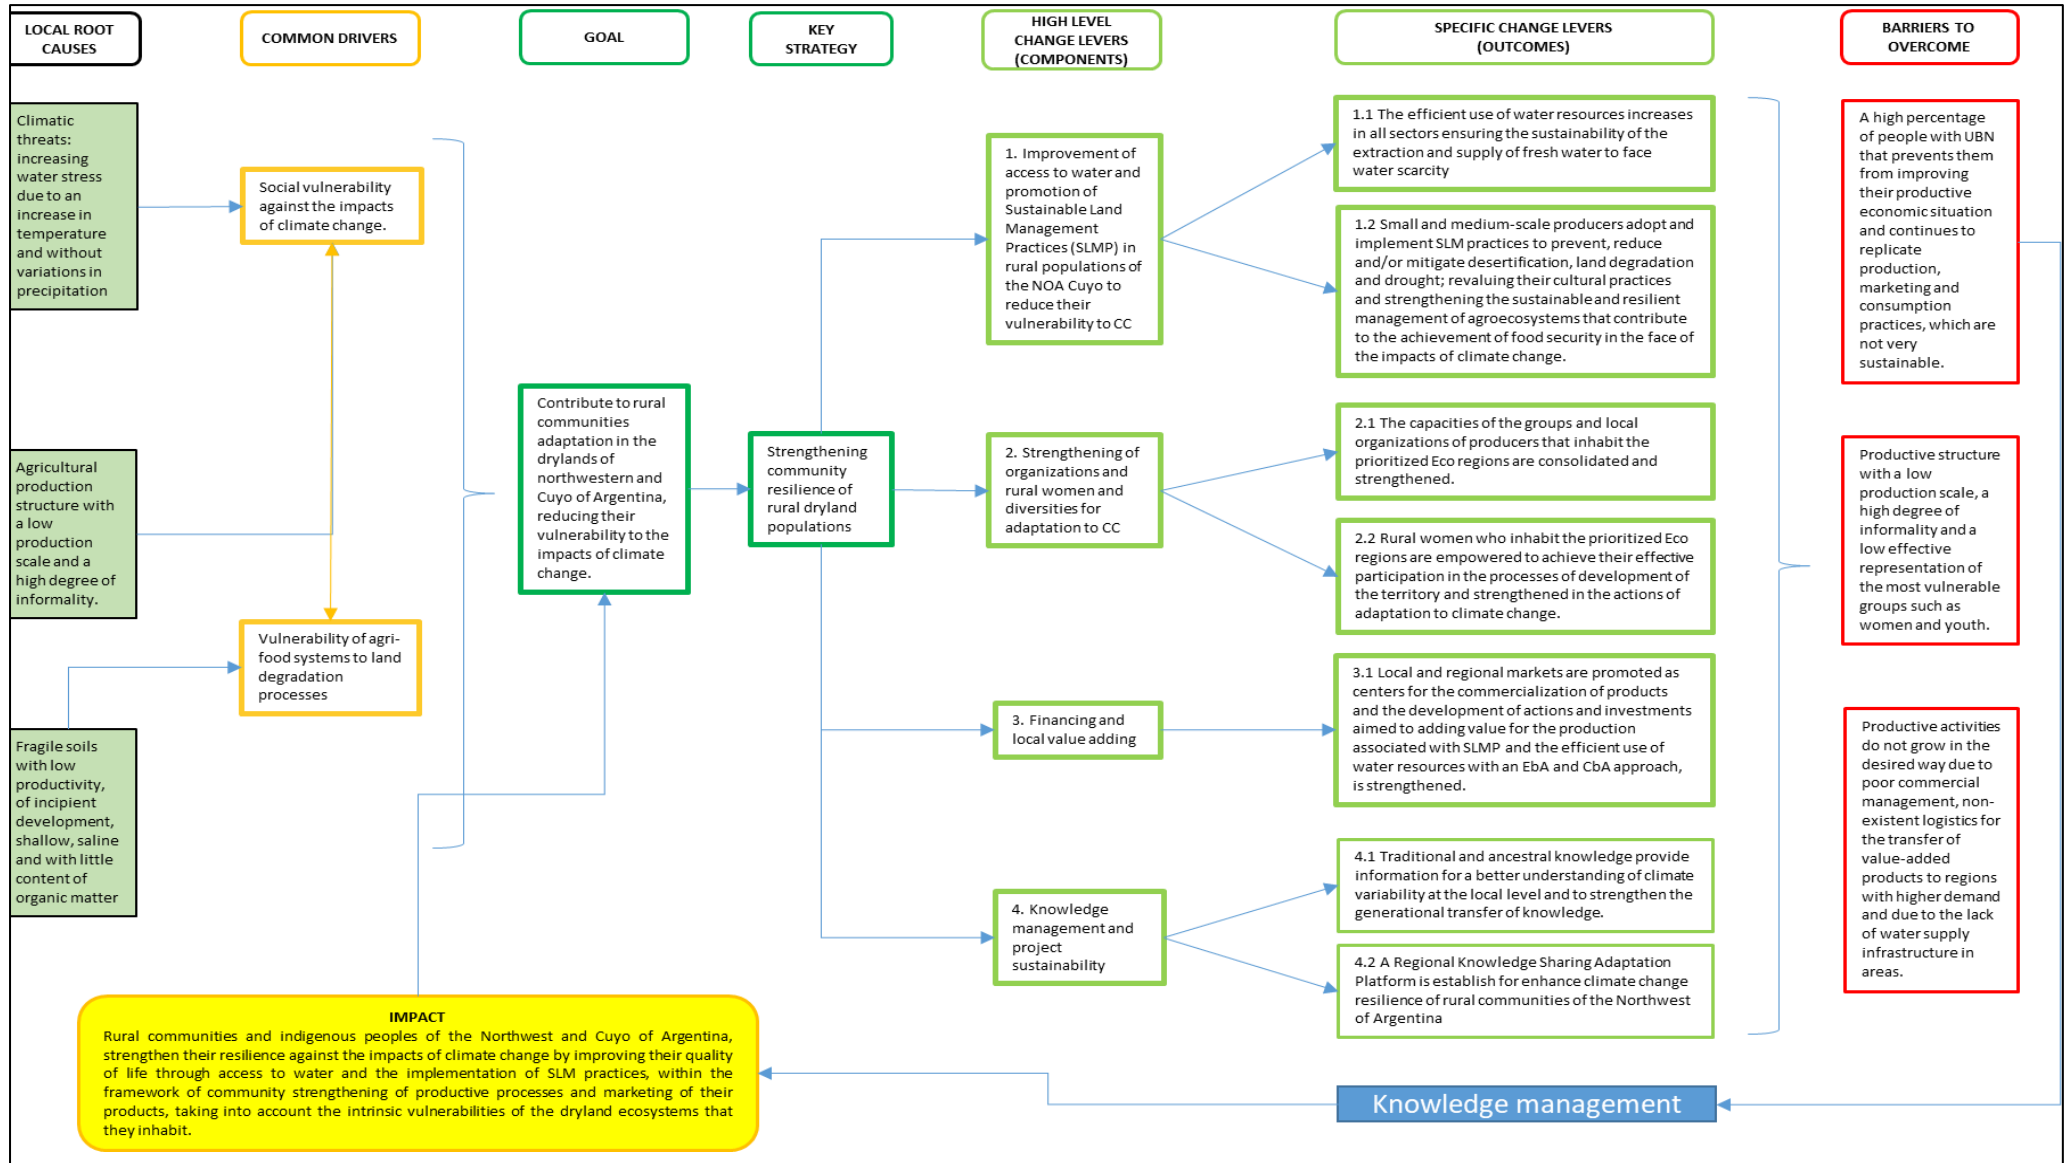 LOCAL ROOT
CAUSES
COMMON DRIVERS
GOAL
KEY
STRATEGY
HIGH LEVEL
CHANGE LEVERS
(COMPONENTS)
SPECIFIC CHANGE LEVERS
(OUTCOMES)
BARRIERS TO
OVERCOME
Climatic
threats:
increasing
water stress
due to an
increase in
temperature
and without
variations in
precipitation
Agricultural
production
structure with
a low
production
scale and a
high degree of
informality.
Fragile soils
with low
productivity,
of incipient
development,
shallow, saline
and with little
content of
organic matter
Social vulnerability
against the impacts
of climate change.
Vulnerability of agri-
food systems to land
degradation
processes
Contribute to rural
communities
adaptation in the
drylands of
northwestern and
Cuyo of Argentina,
reducing their
vulnerability to the
impacts of climate
change.
Strengthening
community
resilience of
rural dryland
populations
1. Improvement of
access to water and
promotion of
Sustainable Land
Management
Practices (SLMP) in
rural populations of
the NOA Cuyo to
reduce their
vulnerability to CC
2. Strengthening of
organizations and
rural women and
diversities for
adaptation to CC
3. Financing and
local value adding
4. Knowledge
management and
project
sustainability
1.1 The efficient use of water resources increases
in all sectors ensuring the sustainability of the
extraction and supply of fresh water to face
water scarcity
1.2 Small and medium-scale producers adopt and
implement SLM practices to prevent, reduce
and/or mitigate desertification, land degradation
and drought; revaluing their cultural practices
and strengthening the sustainable and resilient
management of agroecosystems that contribute
to the achievement of food security in the face of
the impacts of climate change.
2.1 The capacities of the groups and local
organizations of producers that inhabit the
prioritized Eco regions are consolidated and
strengthened.
2.2 Rural women who inhabit the prioritized Eco
regions are empowered to achieve their effective
participation in the processes of development of
the territory and strengthened in the actions of
adaptation to climate change.
3.1 Local and regional markets are promoted as
centers for the commercialization of products
and the development of actions and investments
aimed to adding value for the production
associated with SLMP and the efficient use of
water resources with an EbA and CbA approach,
is strengthened.
4.1 Traditional and ancestral knowledge provide
information for a better understanding of climate
variability at the local level and to strengthen the
generational transfer of knowledge.
4.2 A Regional Knowledge Sharing Adaptation
Platform is establish for enhance climate change
resilience of rural communities of the Northwest
of Argentina
A high percentage
of people with UBN
that prevents them
from improving
their productive
economic situation
and continues to
replicate
production,
marketing and
consumption
practices, which are
not very
sustainable.
Productive structure
with a low
production scale, a
high degree of
informality and a
low effective
representation of
the most vulnerable
groups such as
women and youth.
Productive activities
do not grow in the
desired way due to
poor commercial
management, non-
existent logistics for
the transfer of
value-added
products to regions
with higher demand
and due to the lack
of water supply
infrastructure in
areas.
IMPACT
Rural communities and indigenous peoples of the Northwest and Cuyo of Argentina,
strengthen their resilience against the impacts of climate change by improving their quality
of life through access to water and the implementation of SLM practices, within the
framework of community strengthening of productive processes and marketing of their
products, taking into account the intrinsic vulnerabilities of the dryland ecosystems that
they inhabit.
Knowledge management